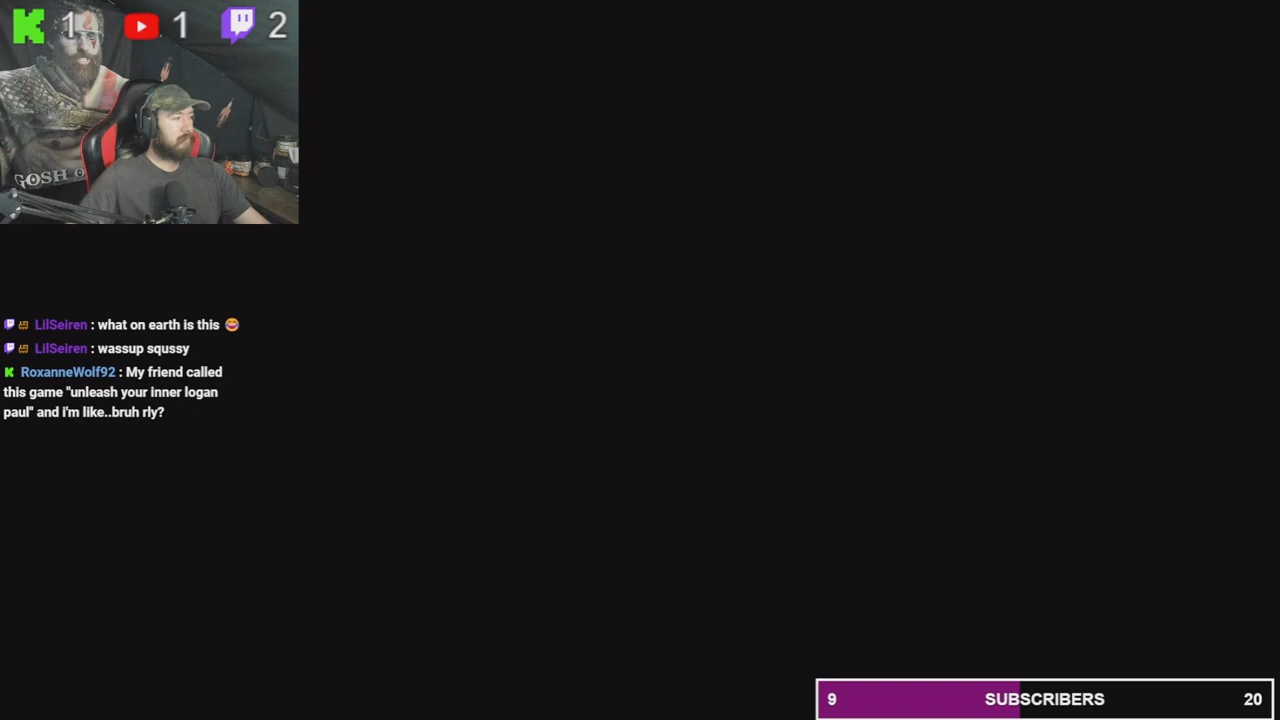 1 1 2
GOSH O
LilSeiren : what on earth is this 😂
LilSeiren : wassup squssy
RoxanneWolf92 : My friend called
this game "unleash your inner logan
paul" and i'm like..bruh rly?
9 SUBSCRIBERS 20